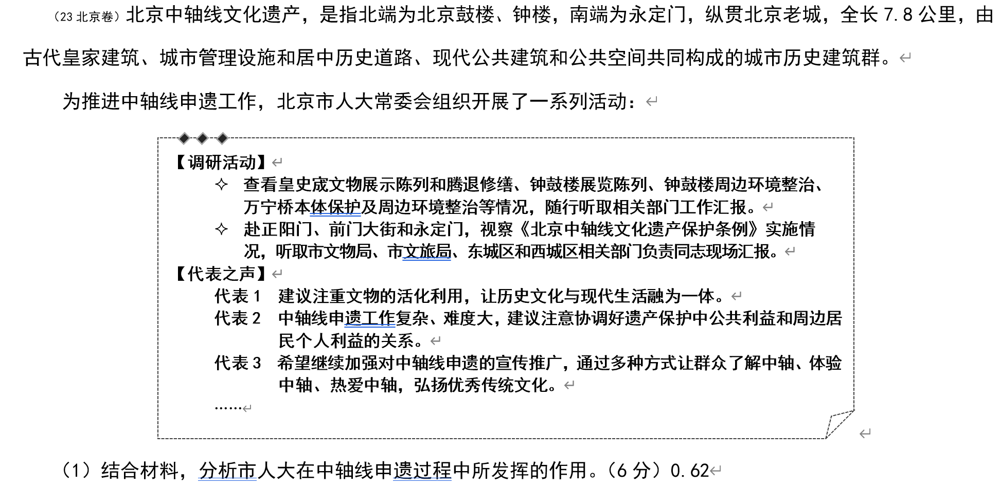 （23 北京卷）北京中轴线文化遗产，是指北端为北京鼓楼、钟楼，南端为永定门，纵贯北京老城，全长 7.8 公里，由
古代皇家建筑、城市管理设施和居中历史道路、现代公共建筑和公共空间共同构成的城市历史建筑群。
为推进中轴线申遗工作，北京市人大常委会组织开展了一系列活动：
【调研活动】
✧ 查看皇史宬文物展示陈列和腾退修缮、钟鼓楼展览陈列、钟鼓楼周边环境整治、
万宁桥本体保护及周边环境整治等情况，随行听取相关部门工作汇报。
✧ 赴正阳门、前门大街和永定门，视察《北京中轴线文化遗产保护条例》实施情
况，听取市文物局、市文旅局、东城区和西城区相关部门负责同志现场汇报。
【代表之声】
代表 1 建议注重文物的活化利用，让历史文化与现代生活融为一体。
代表 2 中轴线申遗工作复杂、难度大，建议注意协调好遗产保护中公共利益和周边居
民个人利益的关系。
代表 3 希望继续加强对中轴线申遗的宣传推广，通过多种方式让群众了解中轴、体验
中轴、热爱中轴，弘扬优秀传统文化。
……
（1）结合材料，分析市人大在中轴线申遗过程中所发挥的作用。（6 分）0.62